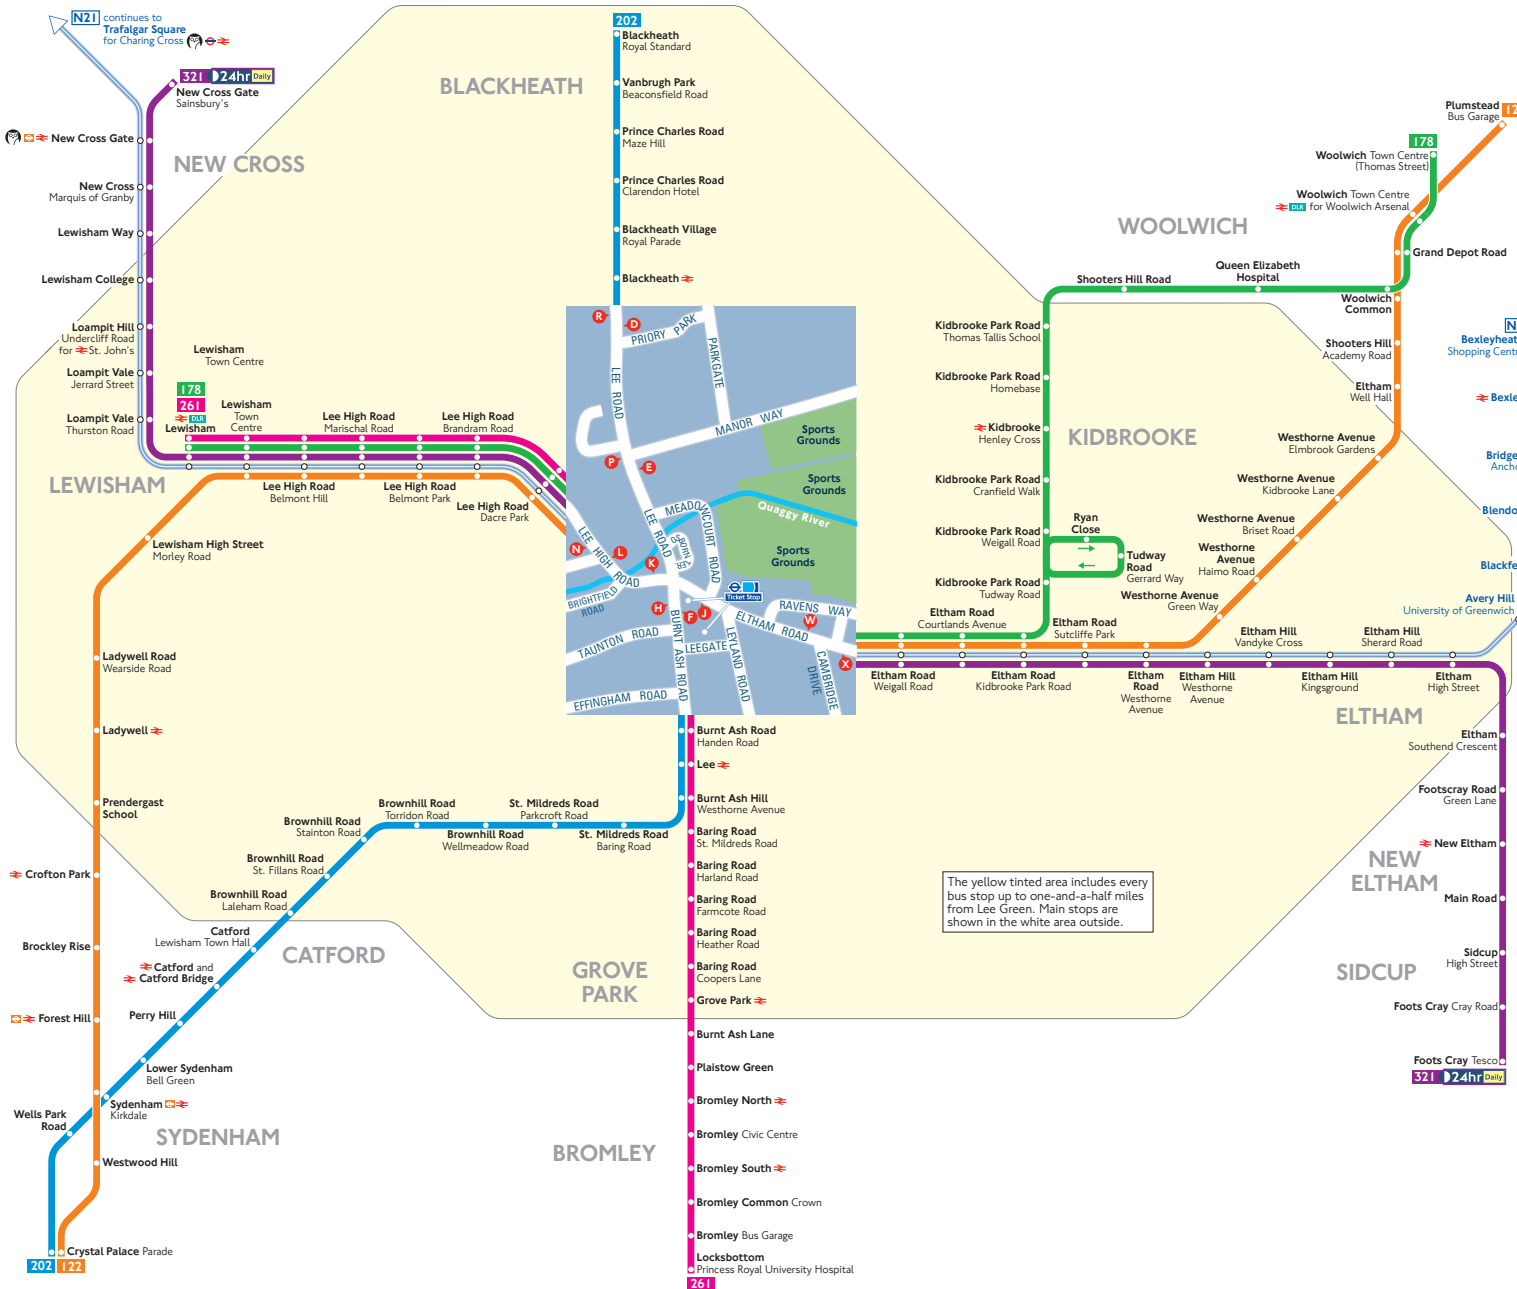 N21 continues to
Trafalgar Square
for Charing Cross
321 24hr Daily
New Cross Gate
Sainsbury's
New Cross Gate
NEW CROSS
New Cross
Marquis of Granby
Lewisham Way
Lewisham College
Loampit Hill
Undercliff Road
for St. John's
Loampit Vale
Jerrard Street
Loampit Vale
Thurston Road
Lewisham
Town Centre
178
261
DLR
Lewisham
Lewisham
Town
Centre
Lee High Road
Marischal Road
Lee High Road
Brandram Road
LEWISHAM
Lee High Road
Belmont Hill
Lee High Road
Belmont Park
Lee High Road
Dacre Park
Lewisham High Street
Morley Road
Ladywell Road
Wearside Road
Ladywell
Prendergast
School
Crofton Park
Brockley Rise
Forest Hill
Sydenham
Kirkdale
Wells Park
Road
SYDENHAM
Westwood Hill
Crystal Palace Parade
202 122
202
Blackheath
Royal Standard
BLACKHEATH
Vanbrugh Park
Beaconsfield Road
Prince Charles Road
Maze Hill
Prince Charles Road
Clarendon Hotel
Blackheath Village
Royal Parade
Blackheath
R
D
PRIORY PARK
PARKGATE
LEE ROAD
MANOR WAY
Sports
Grounds
P
E
Sports
Grounds
MEADOWCOURT ROAD
Quaggy River
LEE ROAD
LEE HIGH ROAD
Sports
Grounds
N
L
K
BRIGHTFIELD
ROAD
Ticket Stop
H
F
J
RAVENS WAY
W
ELTHAM ROAD
TAUNTON ROAD
LEEGATE
BURNT ASH ROAD
LEYLAND ROAD
CAMBRIDGE
DRIVE
X
EFFINGHAM ROAD
Burnt Ash Road
Handen Road
Lee
Burnt Ash Hill
Westhorne Avenue
Baring Road
St. Mildreds Road
Baring Road
Harland Road
Baring Road
Farmcote Road
Baring Road
Heather Road
Baring Road
Coopers Lane
Grove Park
GROVE
PARK
Burnt Ash Lane
Plaistow Green
Bromley North
Bromley Civic Centre
BROMLEY
Bromley South
Bromley Common Crown
Bromley Bus Garage
Locksbottom
Princess Royal University Hospital
261
St. Mildreds Road
Parkcroft Road
St. Mildreds Road
Baring Road
Brownhill Road
Torridon Road
Brownhill Road
Wellmeadow Road
Brownhill Road
Stainton Road
Brownhill Road
St. Fillans Road
Brownhill Road
Laleham Road
Catford
Lewisham Town Hall
CATFORD
Catford and
Catford Bridge
Perry Hill
Lower Sydenham
Bell Green
Plumstead
Bus Garage
178
Woolwich Town Centre
(Thomas Street)
Woolwich Town Centre
DLR for Woolwich Arsenal
WOOLWICH
Grand Depot Road
Queen Elizabeth
Hospital
Shooters Hill Road
Woolwich
Common
Kidbrooke Park Road
Thomas Tallis School
Shooters Hill
Academy Road
Kidbrooke Park Road
Homebase
Eltham
Well Hall
Kidbrooke
Henley Cross
KIDBROOKE
Westhorne Avenue
Elmbrook Gardens
Kidbrooke Park Road
Cranfield Walk
Westhorne Avenue
Kidbrooke Lane
Kidbrooke Park Road
Weigall Road
Ryan
Close
Tudway
Road
Gerrard Way
Westhorne Avenue
Briset Road
Westhorne
Avenue
Haimo Road
Kidbrooke Park Road
Tudway Road
Westhorne Avenue
Green Way
Eltham Road
Courtlands Avenue
Eltham Road
Sutcliffe Park
Eltham Hill
Vandyke Cross
Eltham Hill
Sherard Road
Avery Hill
University of Greenwich
Shopping
Eltham Road
Weigall Road
Eltham Road
Kidbrooke Park Road
Eltham
Road
Westhorne
Avenue
Eltham Hill
Westhorne
Avenue
Eltham Hill
Kingsground
Eltham
High Street
ELTHAM
Eltham
Southend Crescent
Footscray Road
Green Lane
New Eltham
NEW
ELTHAM
Main Road
Sidcup
High Street
SIDCUP
Foots Cray Cray Road
Foots Cray Tesco
321 24hr Daily
The yellow tinted area includes every
bus stop up to one-and-a-half miles
from Lee Green. Main stops are
shown in the white area outside.